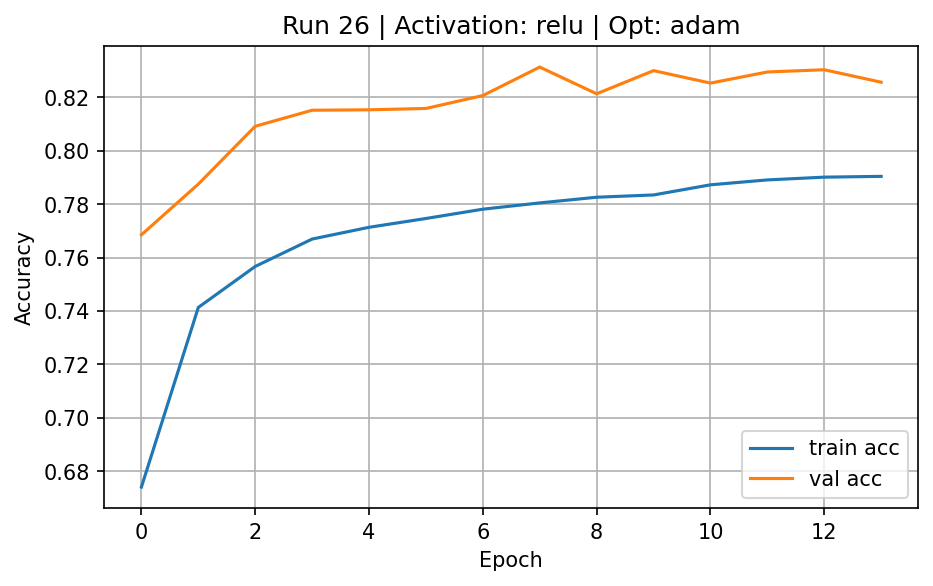 Run 26 | Activation: relu | Opt: adam
Accuracy
0.82
0.80
0.78
0.76
0.74
0.72
0.70
0.68
train acc
val acc
0 2 4 6 8 10 12
Epoch